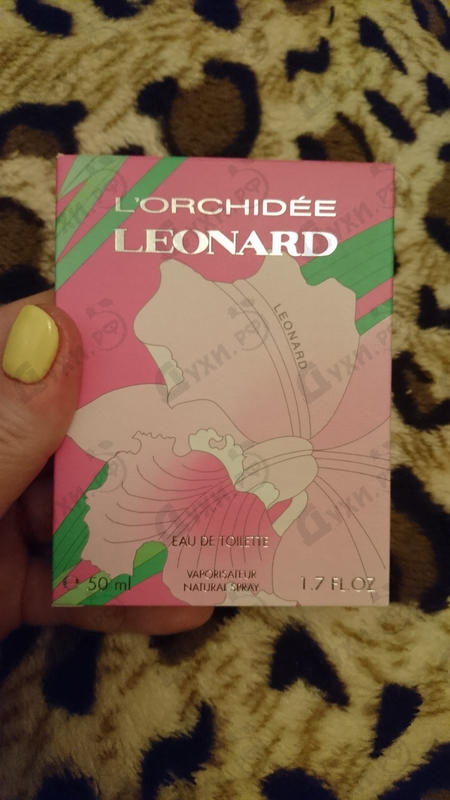 L'ORCHIDÉE
LEONARD
LEONARD
EAU DE TOILETTE
VAPORISATEUR
NATURAL SPRAY
℮ 50 ml
1.7 FL OZ
Духи.рф